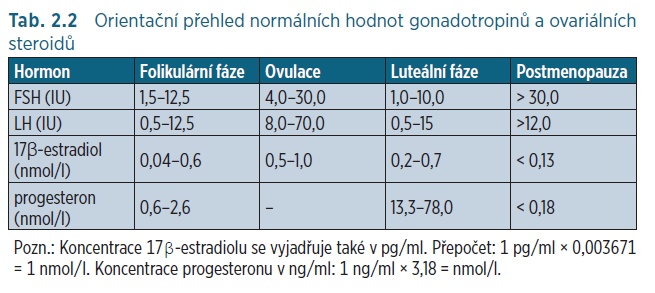 Tab. 2.2 Orientační přehled normálních hodnot gonadotropinů a ovariálních
steroidů
Hormon Folikulární fáze Ovulace Luteální fáze Postmenopauza
FSH (IU) 1,5–12,5 4,0–30,0 1,0–10,0 > 30,0
LH (IU) 0,5–12,5 8,0–70,0 0,5–15 >12,0
17β-estradiol
(nmol/l) 0,04–0,6 0,5–1,0 0,2–0,7 < 0,13
progesteron
(nmol/l) 0,6–2,6 – 13,3–78,0 < 0,18
Pozn.: Koncentrace 17β-estradiolu se vyjadřuje také v pg/ml. Přepočet: 1 pg/ml × 0,003671
= 1 nmol/l. Koncentrace progesteronu v ng/ml: 1 ng/ml × 3,18 = nmol/l.